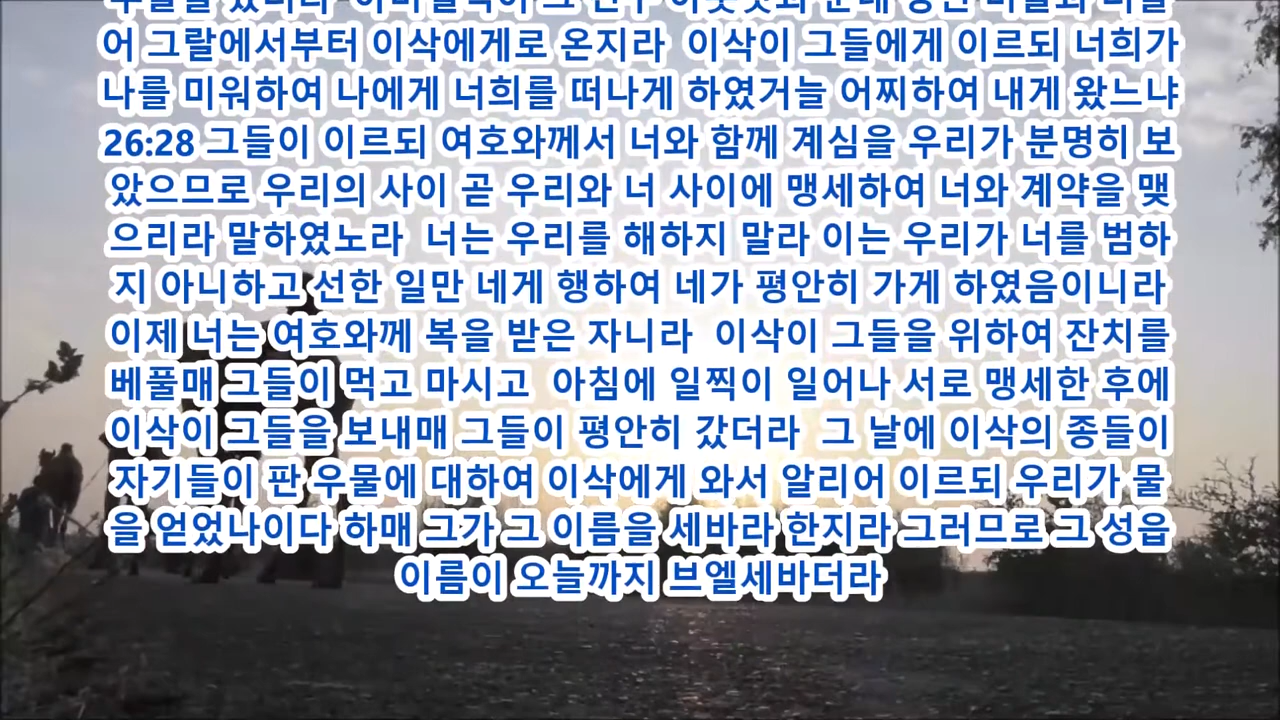 어 그랄에서부터 이삭에게로 온지라 이삭이 그들에게 이르되 너희가
나를 미워하여 나에게 너희를 떠나게 하였거늘 어찌하여 내게 왔느냐
26:28 그들이 이르되 여호와께서 너와 함께 계심을 우리가 분명히 보
았으므로 우리의 사이 곧 우리와 너 사이에 맹세하여 너와 계약을 맺
으리라 말하였노라 너는 우리를 해하지 말라 이는 우리가 너를 범하
지 아니하고 선한 일만 네게 행하여 네가 평안히 가게 하였음이니라
이제 너는 여호와께 복을 받은 자니라 이삭이 그들을 위하여 잔치를
베풀매 그들이 먹고 마시고 아침에 일찍이 일어나 서로 맹세한 후에
이삭이 그들을 보내매 그들이 평안히 갔더라 그 날에 이삭의 종들이
자기들이 판 우물에 대하여 이삭에게 와서 알리어 이르되 우리가 물
을 얻었나이다 하매 그가 그 이름을 세바라 한지라 그러므로 그 성읍
이름이 오늘까지 브엘세바더라